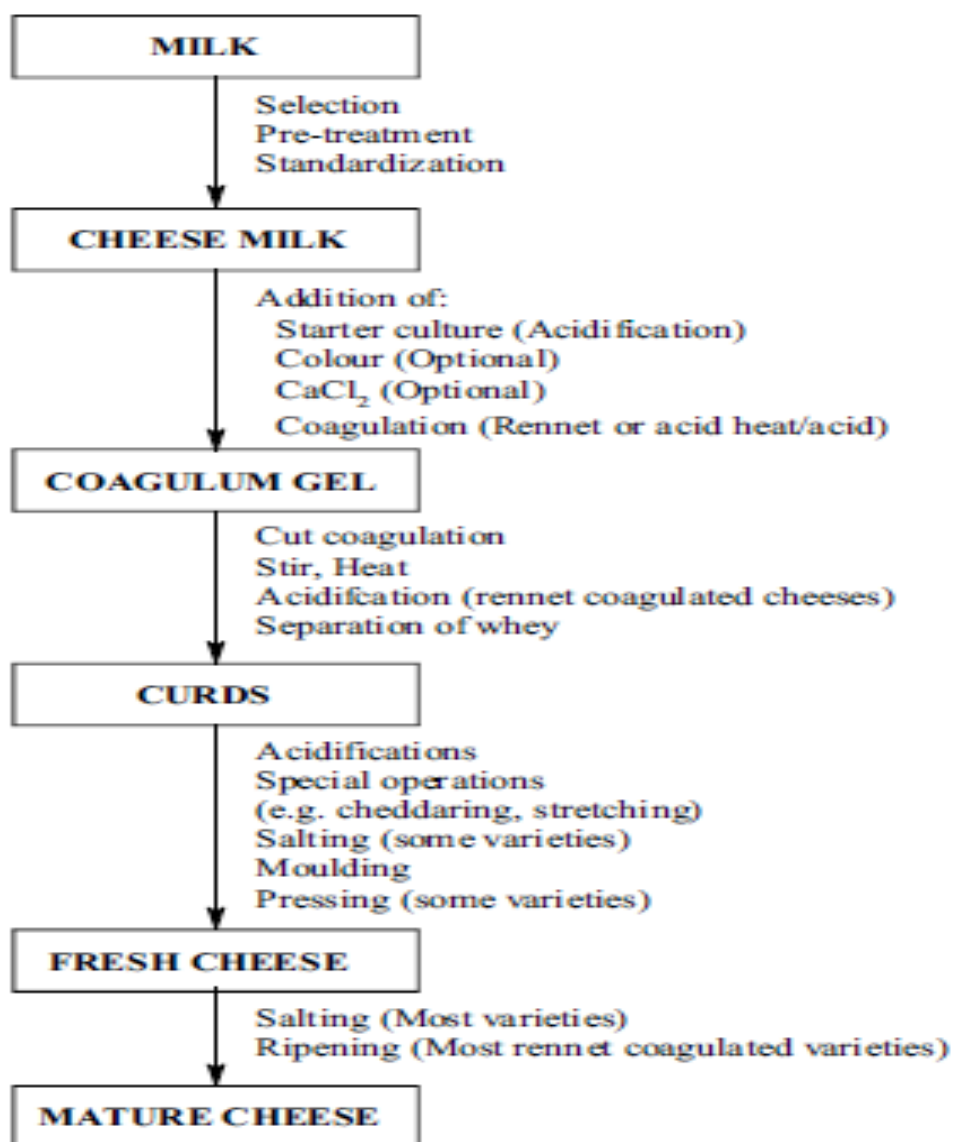 MILK
Selection
Pre-treatment
Standardization
CHEESE MILK
Addition of:
Starter culture (Acidification)
Colour (Optional)
CaCl₂ (Optional)
Coagulation (Rennet or acid heat/acid)
COAGULUM GEL
Cut coagulation
Stir, Heat
Acidifcation (rennet coagulated cheeses)
Separation of whey
CURDS
Acidifications
Special operations
(e.g. cheddaring, stretching)
Salting (some varieties)
Moulding
Pressing (some varieties)
FRESH CHEESE
Salting (Most varieties)
Ripening (Most rennet coagulated varieties)
MATURE CHEESE